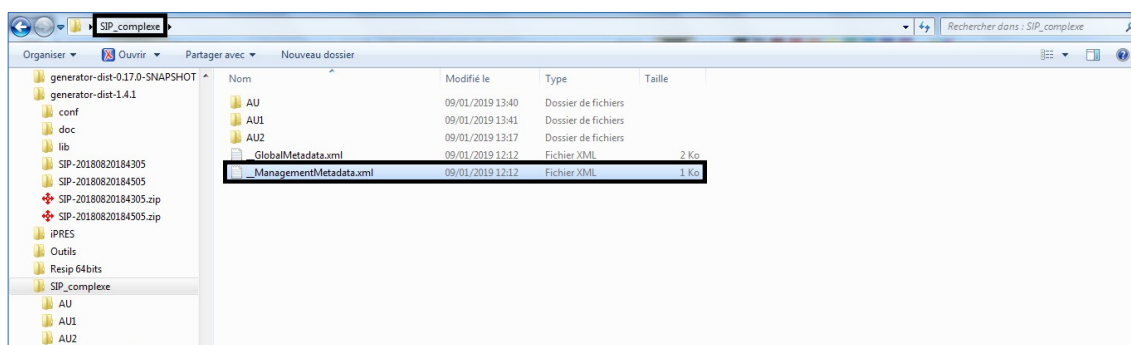 SIP_complexe
Rechercher dans : SIP_complexe
Organiser Ouvrir Partager avec Nouveau dossier
generator-dist-0.17.0-SNAPSHOT
generator-dist-1.4.1
conf
doc
lib
SIP-20180820184305
SIP-20180820184505
SIP-20180820184305.zip
SIP-20180820184505.zip
iPRES
Outils
Resip 64bits
SIP_complexe
AU
AU1
AU2
Nom Modifié le Type Taille
AU 09/01/2019 13:40 Dossier de fichiers
AU1 09/01/2019 13:41 Dossier de fichiers
AU2 09/01/2019 13:17 Dossier de fichiers
__GlobalMetadata.xml 09/01/2019 12:12 Fichier XML 2 Ko
__ManagementMetadata.xml 09/01/2019 12:12 Fichier XML 1 Ko